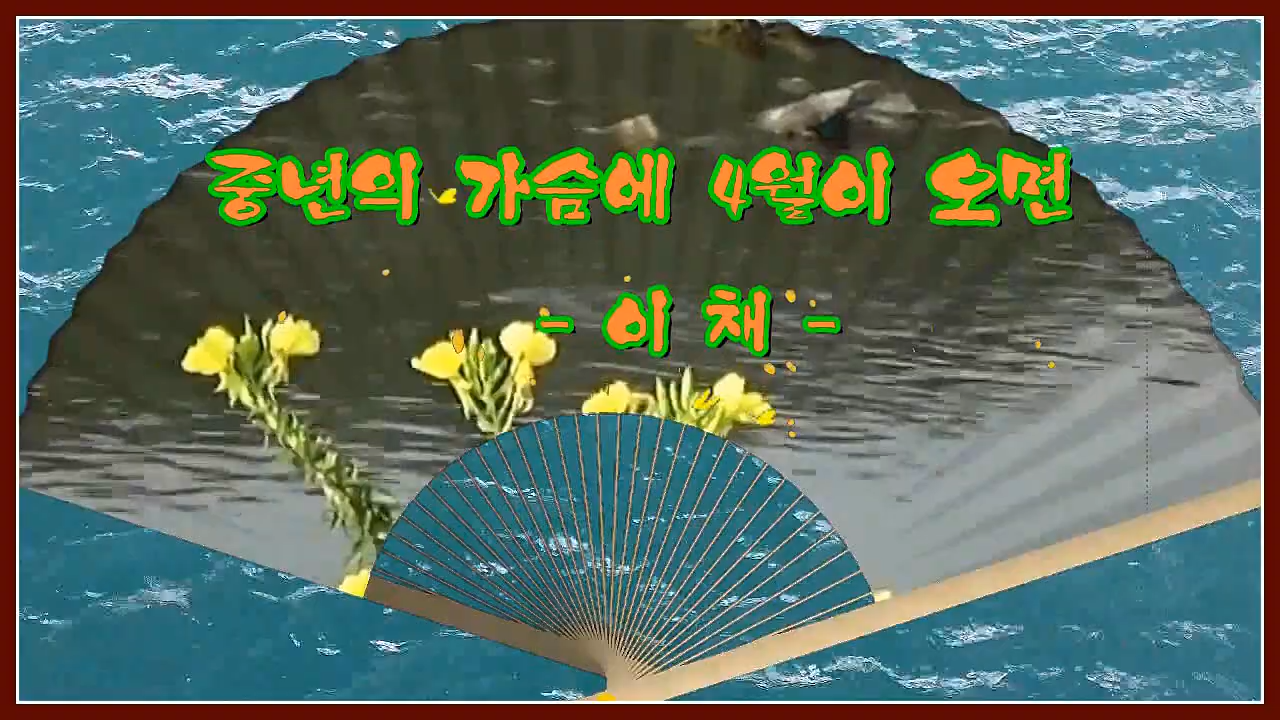 중년의 가슴에 4월이 오면
- 이 채 -